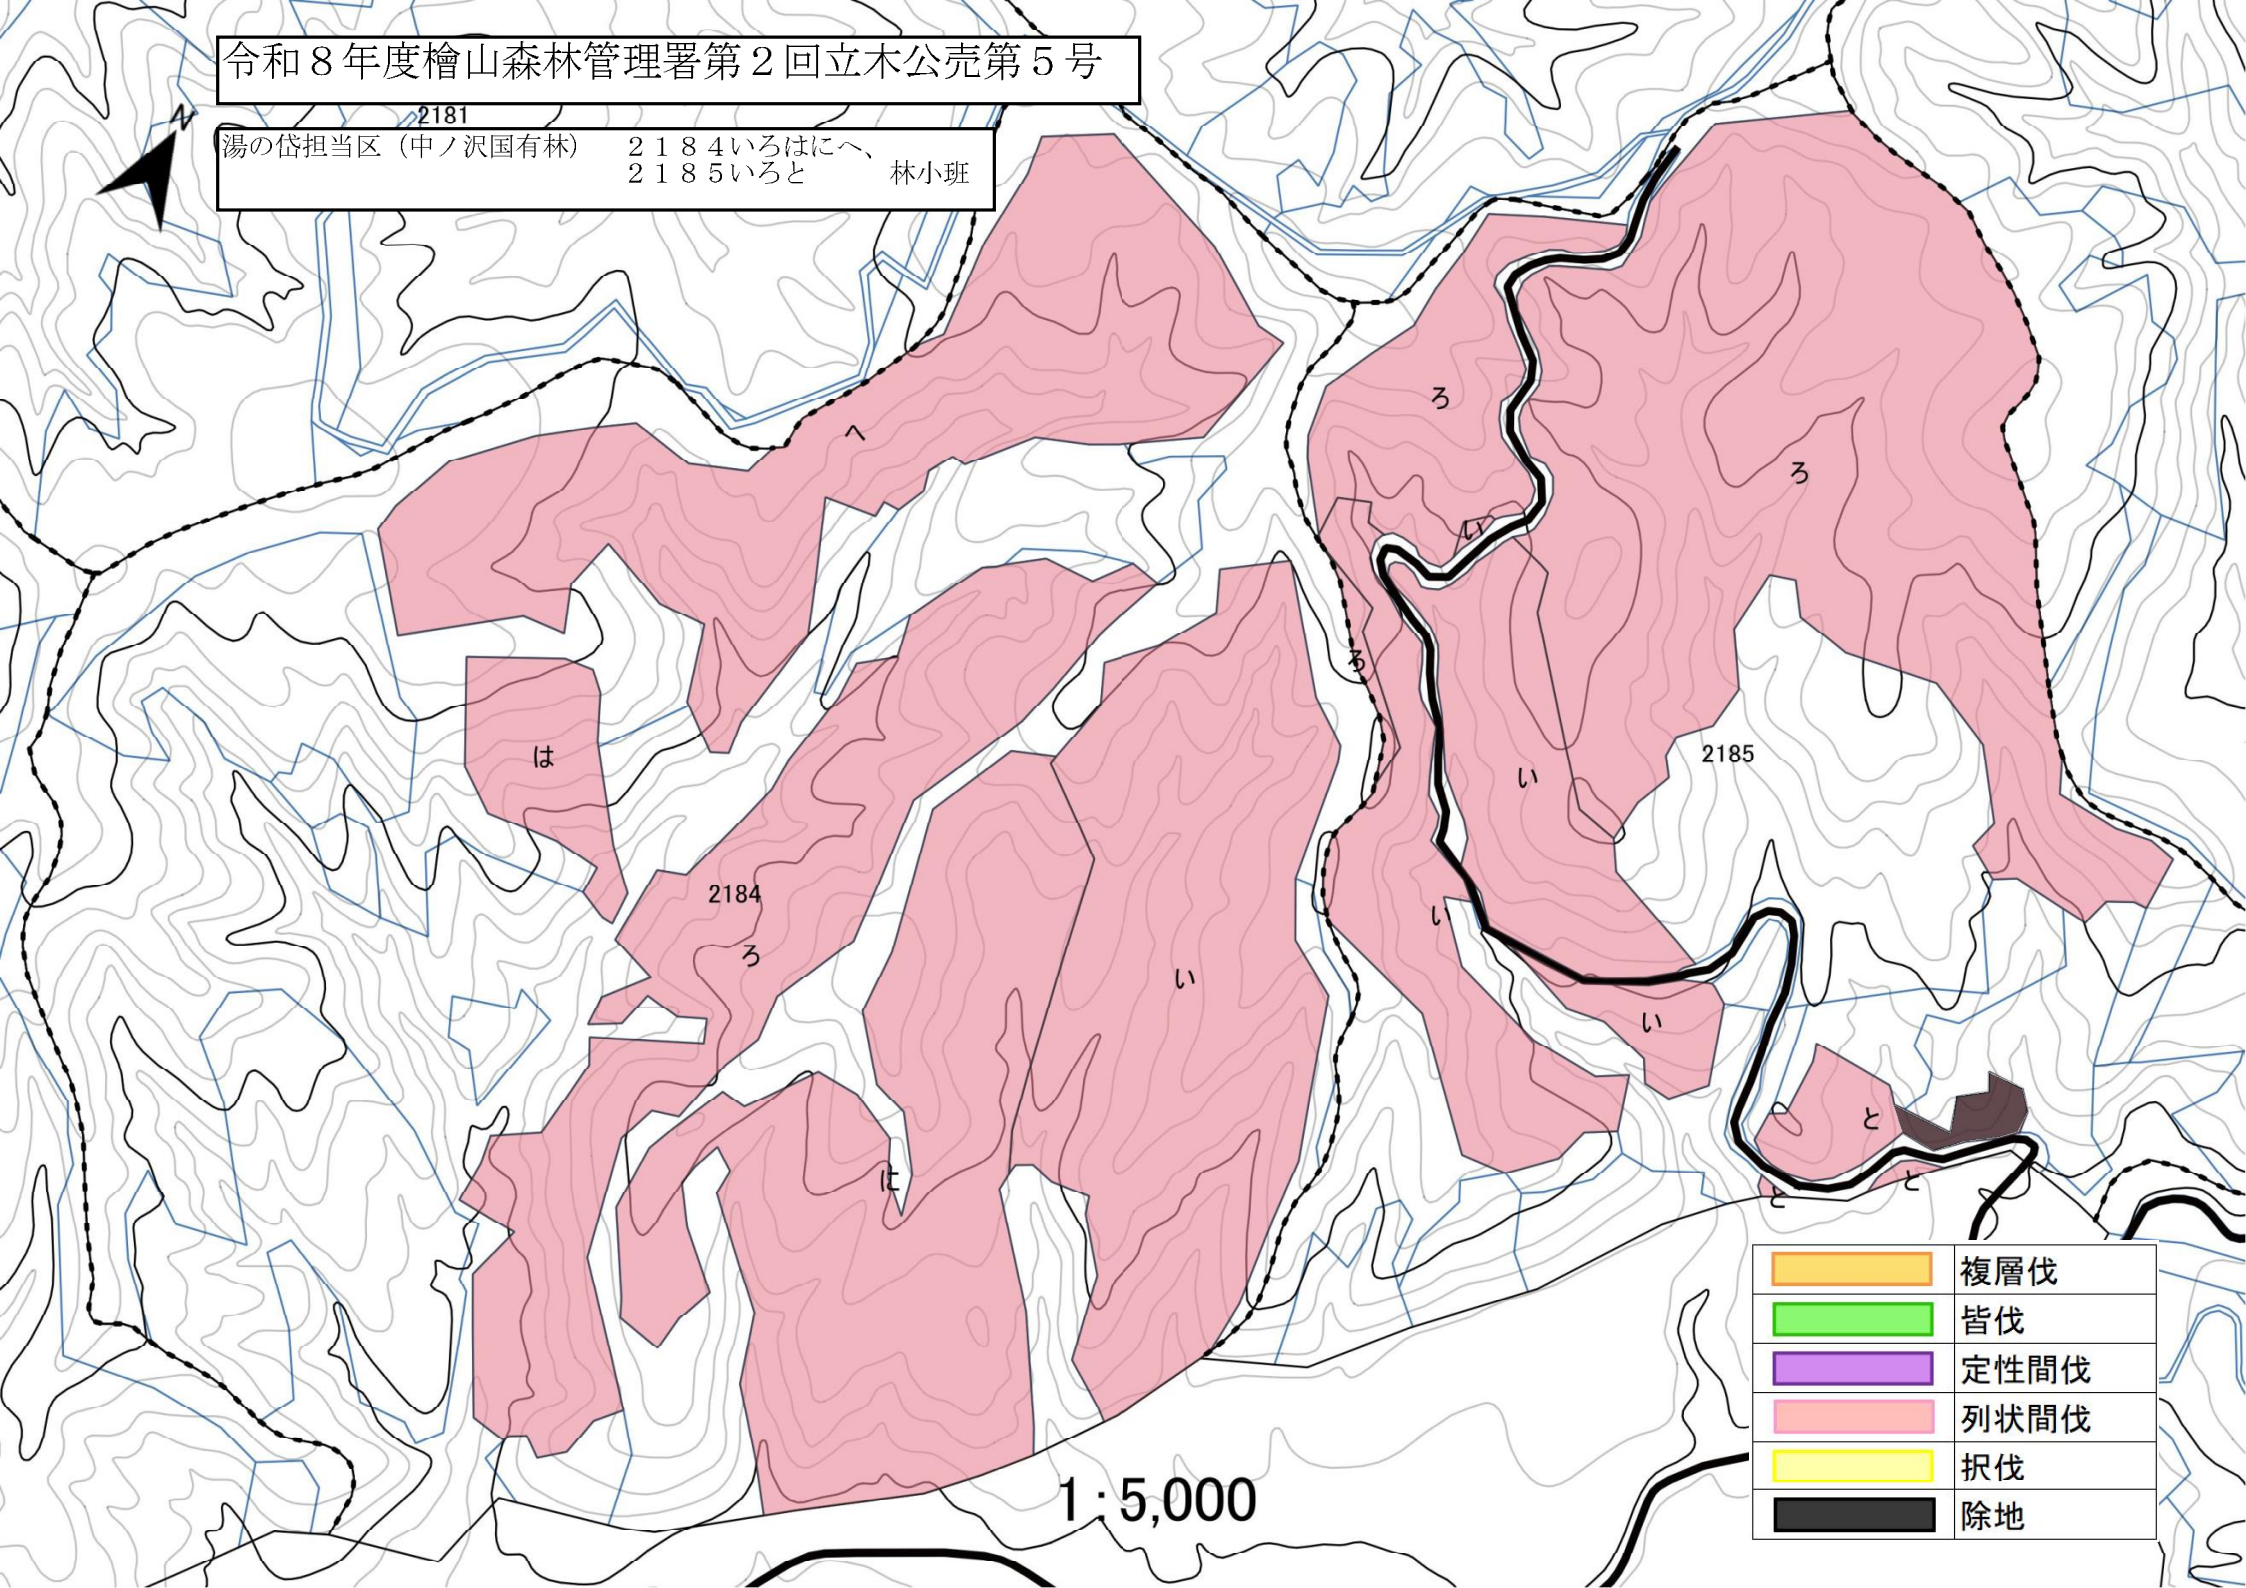 令和８年度檜山森林管理署第２回立木公売第５号
N
2181
湯の岱担当区（中ノ沢国有林）　２１８４いろはにへ、
２１８５いろと　林小班
ろ
へ
ろ
い
ろ
は
2185
い
2184
い
ろ
い
い
と
に
と
と
複層伐
皆伐
定性間伐
列状間伐
択伐
除地
1:5,000